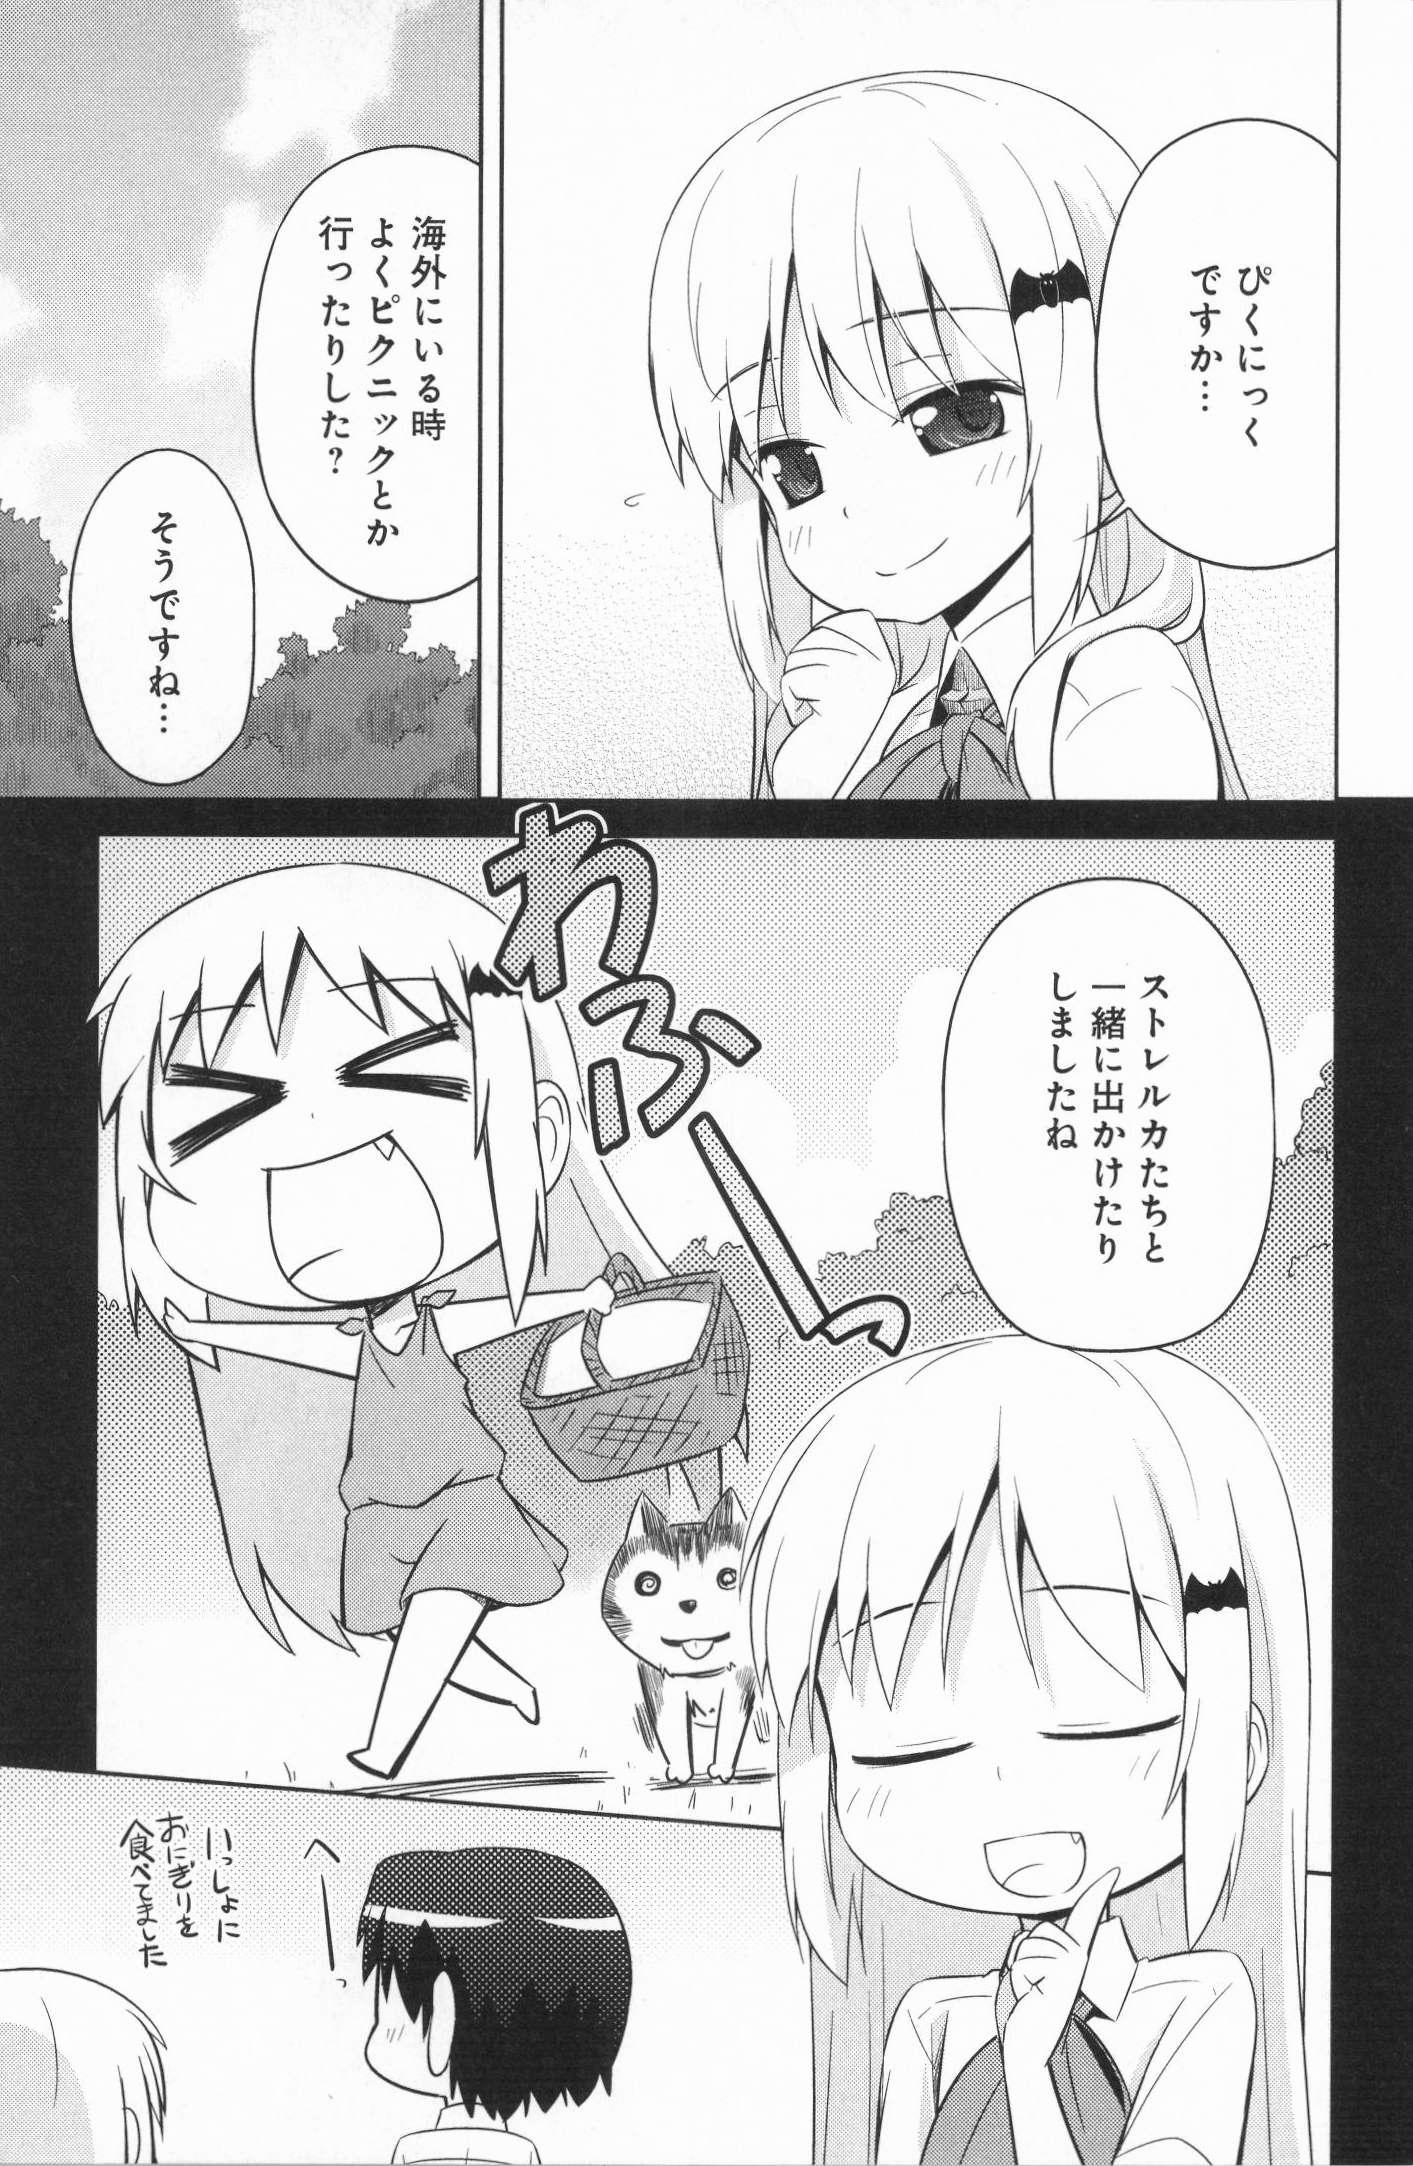 ぴくにっく
ですか…
海外にいる時
よくピクニックとか
行ったりした？
そうですね…
ストレルカたちと
一緒に出かけたり
しましたね
わふーっ
へーっ
いっしょに
おにぎりを
食べてました